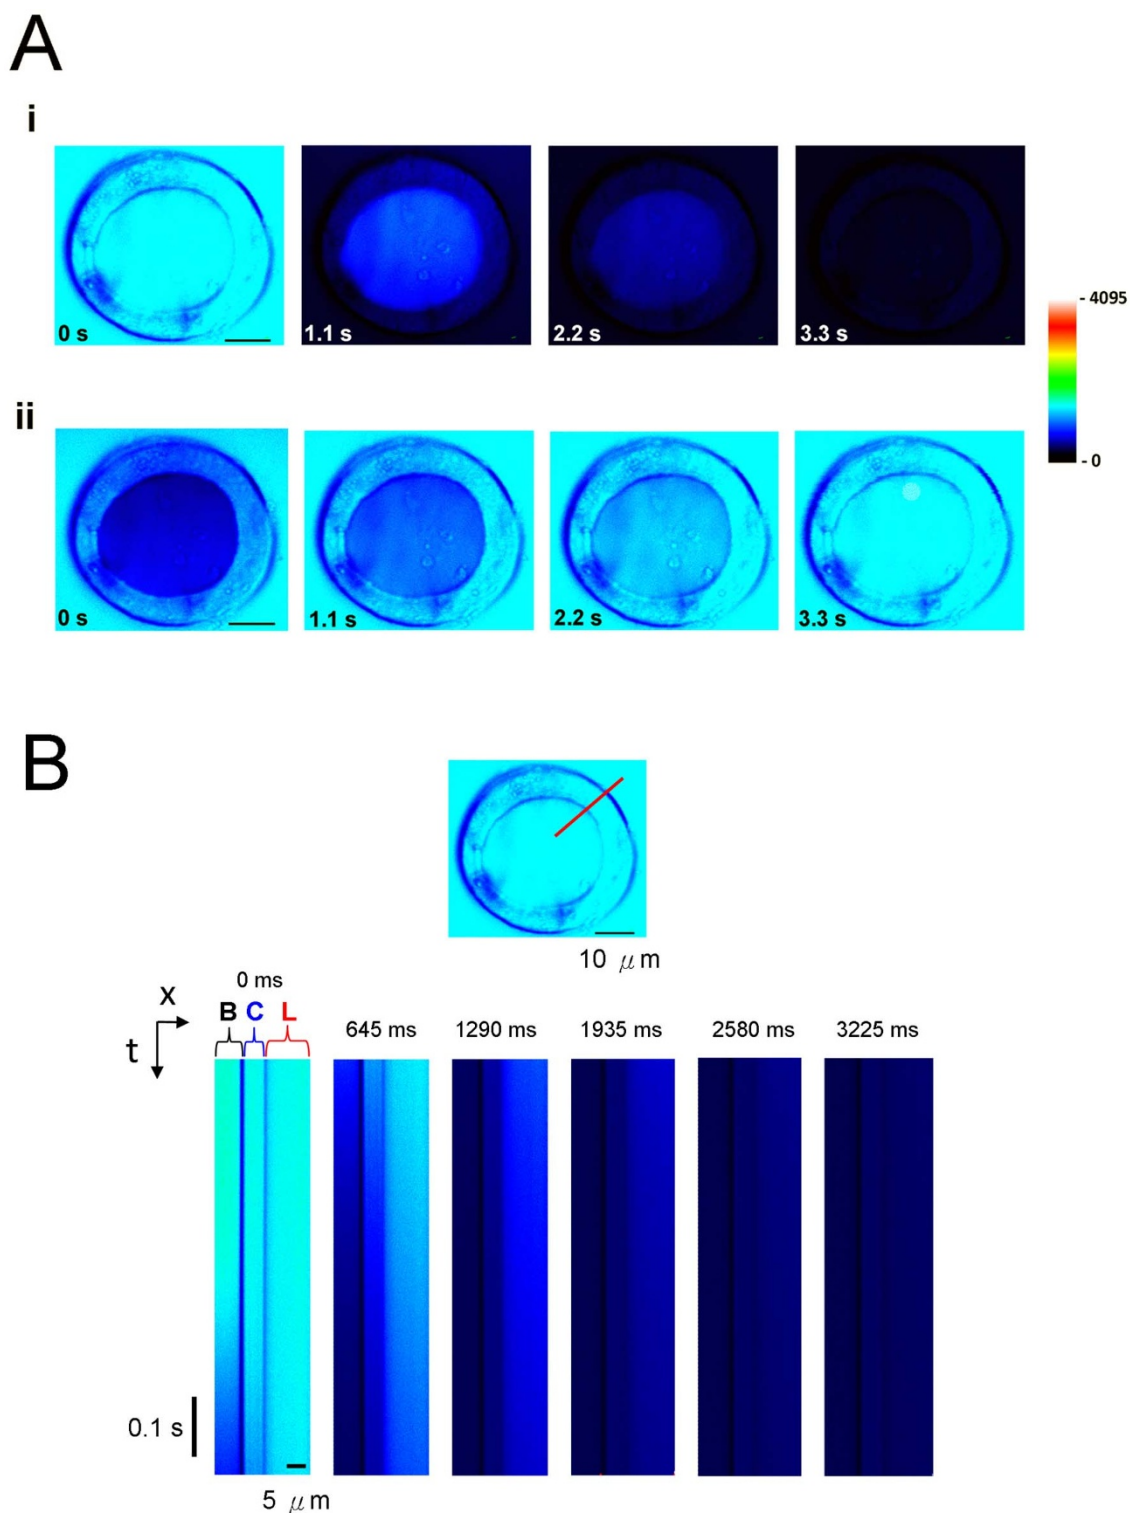 A
i
0 s
1.1 s
2.2 s
3.3 s
- 4095
- 0
ii
0 s
1.1 s
2.2 s
3.3 s
B
10 μm
0 ms
x
B C L
t
645 ms
1290 ms
1935 ms
2580 ms
3225 ms
0.1 s
5 μm